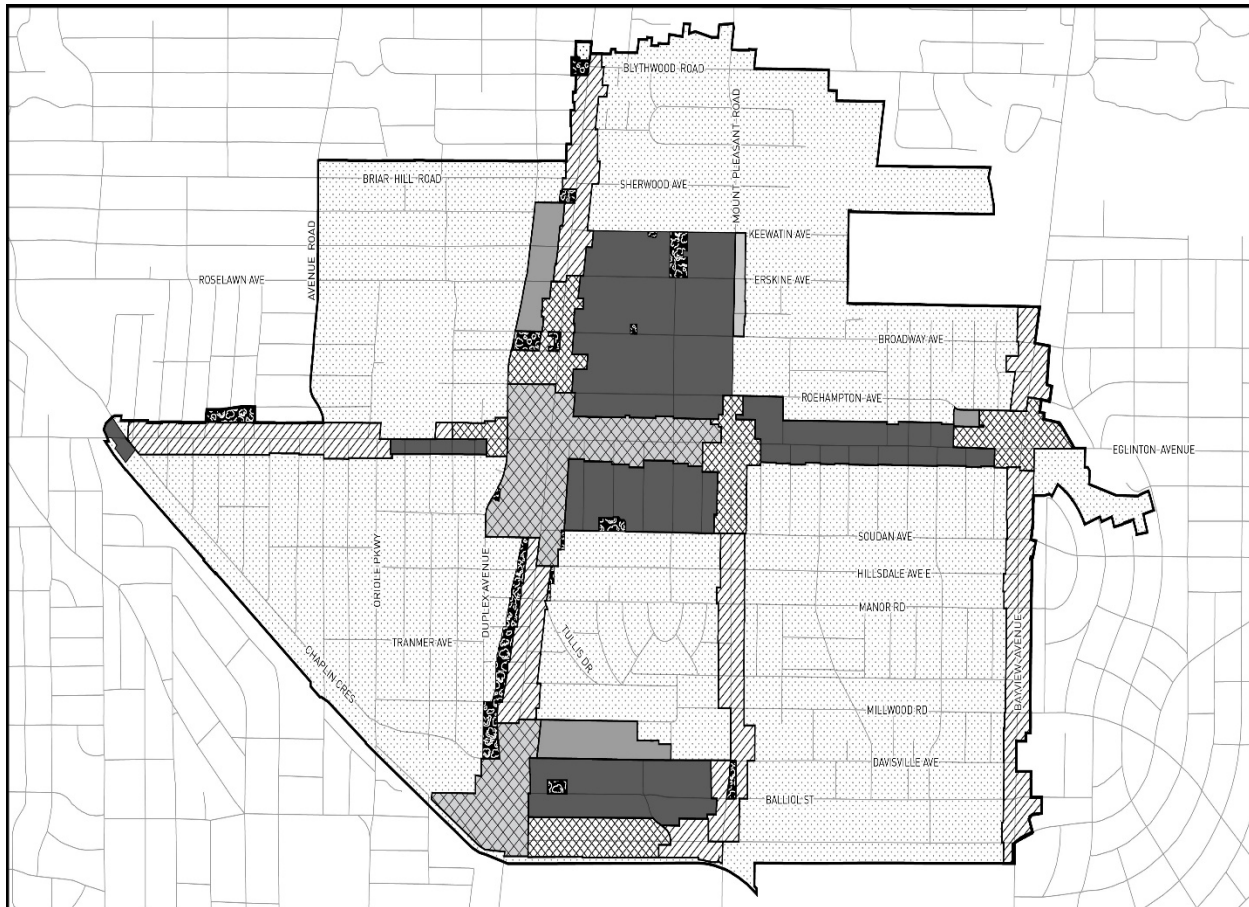 BLYTHWOOD ROAD
MOUNT PLEASANT ROAD
BRIAR HILL ROAD
SHERWOOD AVE
AVENUE ROAD
KEEWATIN AVE
ROSELAWN AVE
ERSKINE AVE
BROADWAY AVE
ROEHAMPTON AVE
EGLINTON AVENUE
SOUDAN AVE
ORIOLE PKWY
DUPLEX AVENUE
HILLSDALE AVE E
MANOR RD
TRANMER AVE
TULLIS DR
CHAPLIN CRES
BAYVIEW AVENUE
MILLWOOD RD
DAVISVILLE AVE
BALLIOL ST